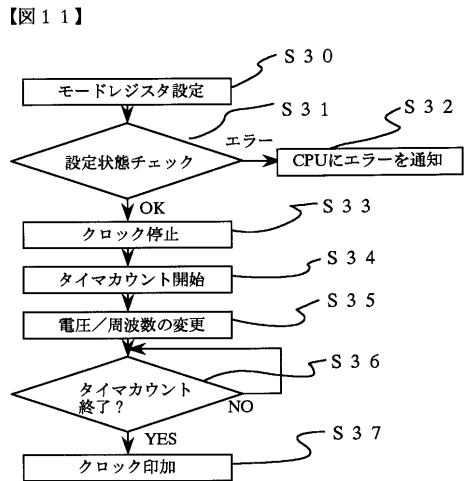 【図１１】
Ｓ３０
モードレジスタ設定
Ｓ３１
Ｓ３２
エラー
設定状態チェック
CPUにエラーを通知
OK
Ｓ３３
クロック停止
Ｓ３４
タイマカウント開始
Ｓ３５
電圧／周波数の変更
Ｓ３６
タイマカウント
終了？
NO
YES
Ｓ３７
クロック印加